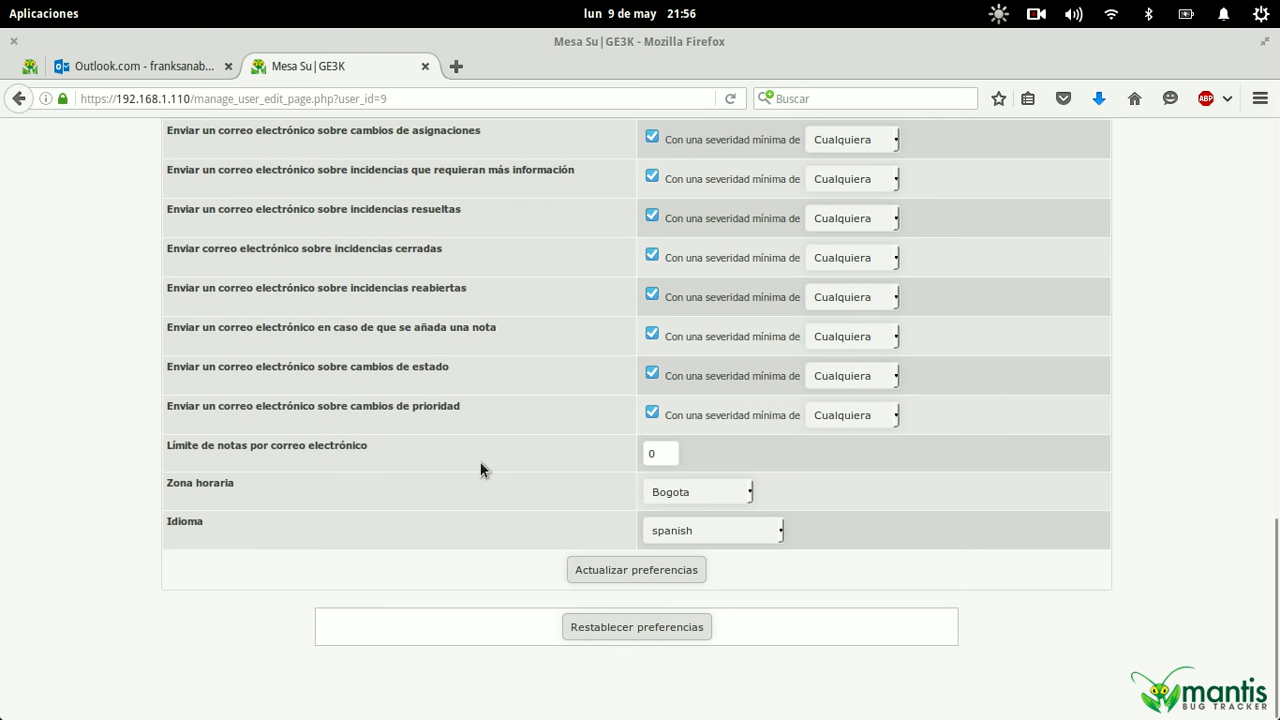 Aplicaciones
lun 9 de may 21:56
Mesa Su|GE3K - Mozilla Firefox
Outlook.com - franksanab...
Mesa Su|GE3K
https://192.168.1.110/manage_user_edit_page.php?user_id=9
Buscar
ABP
Enviar un correo electrónico sobre cambios de asignaciones
Con una severidad mínima de Cualquiera
Enviar un correo electrónico sobre incidencias que requieran más información
Con una severidad mínima de Cualquiera
Enviar un correo electrónico sobre incidencias resueltas
Con una severidad mínima de Cualquiera
Enviar correo electrónico sobre incidencias cerradas
Con una severidad mínima de Cualquiera
Enviar un correo electrónico sobre incidencias reabiertas
Con una severidad mínima de Cualquiera
Enviar un correo electrónico en caso de que se añada una nota
Con una severidad mínima de Cualquiera
Enviar un correo electrónico sobre cambios de estado
Con una severidad mínima de Cualquiera
Enviar un correo electrónico sobre cambios de prioridad
Con una severidad mínima de Cualquiera
Límite de notas por correo electrónico
0
Zona horaria
Bogota
Idioma
spanish
Actualizar preferencias
Restablecer preferencias
mantis
BUG TRACKER